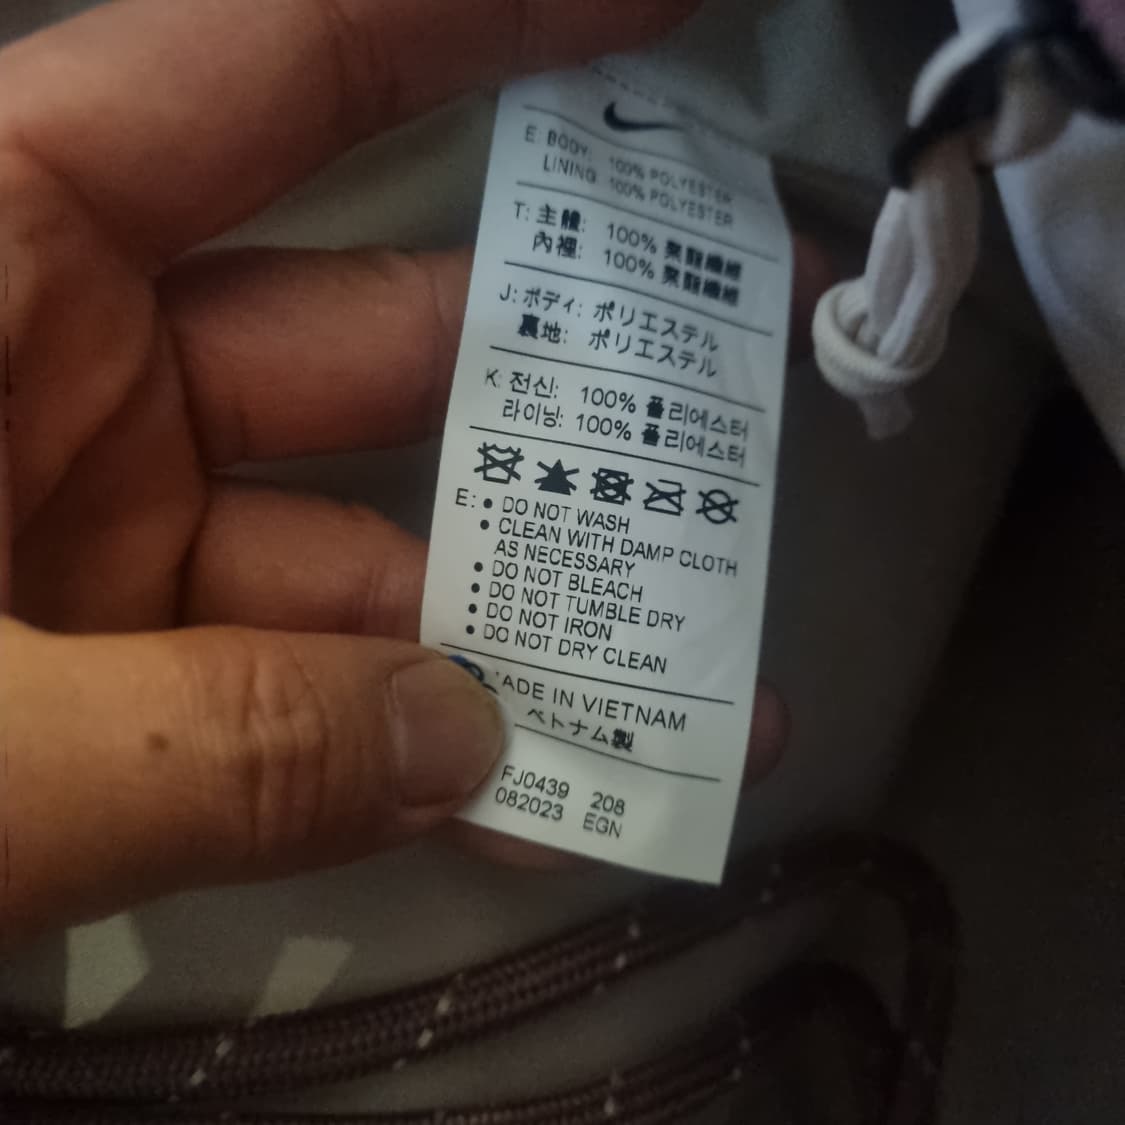 E: BODY: 100% POLYESTER
LINING: 100% POLYESTER
T: 主體: 100% 聚酯纖維
內裡: 100% 聚酯纖維
J: ボディ: ポリエステル
裏地: ポリエステル
K: 전신: 100% 폴리에스터
라이닝: 100% 폴리에스터
E: • DO NOT WASH
• CLEAN WITH DAMP CLOTH
AS NECESSARY
• DO NOT BLEACH
• DO NOT TUMBLE DRY
• DO NOT IRON
• DO NOT DRY CLEAN
ADE IN VIETNAM
ベトナム製
FJ0439 208
082023 EGN